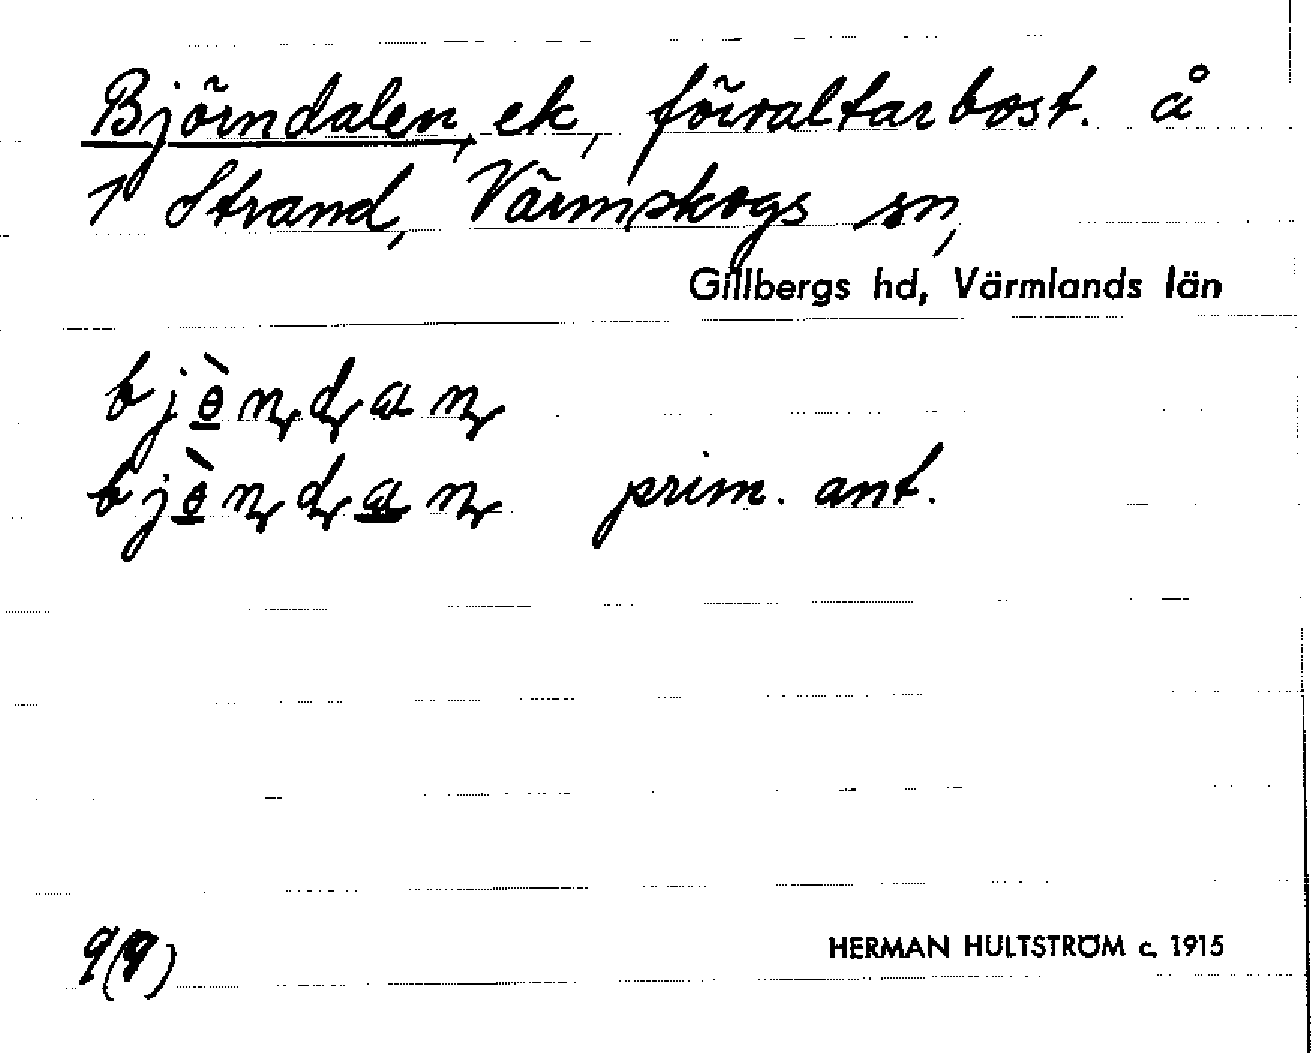 Björndalen, ek, förvaltarbost. å
1 Strand, Värmskogs sn,
Gillbergs hd, Värmlands län
prim. ant.
HERMAN HULTSTRÖM c. 1915